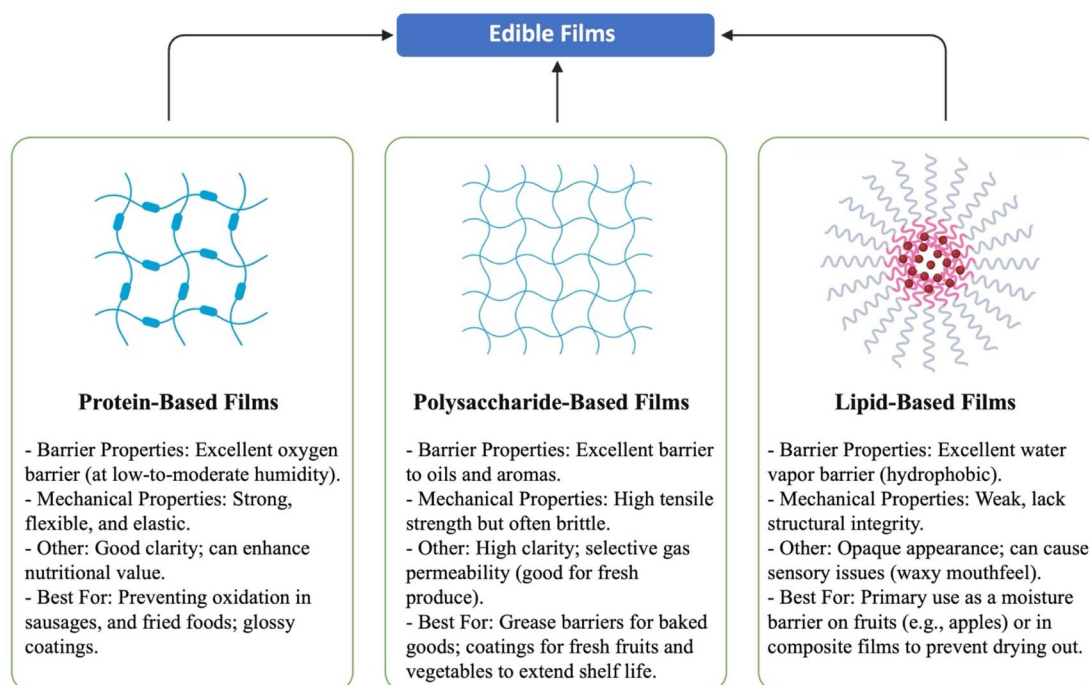 Edible Films
Protein-Based Films
- Barrier Properties: Excellent oxygen
barrier (at low-to-moderate humidity).
- Mechanical Properties: Strong,
flexible, and elastic.
- Other: Good clarity; can enhance
nutritional value.
- Best For: Preventing oxidation in
sausages, and fried foods; glossy
coatings.
Polysaccharide-Based Films
- Barrier Properties: Excellent barrier
to oils and aromas.
- Mechanical Properties: High tensile
strength but often brittle.
- Other: High clarity; selective gas
permeability (good for fresh
produce).
- Best For: Grease barriers for baked
goods; coatings for fresh fruits and
vegetables to extend shelf life.
Lipid-Based Films
- Barrier Properties: Excellent water
vapor barrier (hydrophobic).
- Mechanical Properties: Weak, lack
structural integrity.
- Other: Opaque appearance; can cause
sensory issues (waxy mouthfeel).
- Best For: Primary use as a moisture
barrier on fruits (e.g., apples) or in
composite films to prevent drying out.